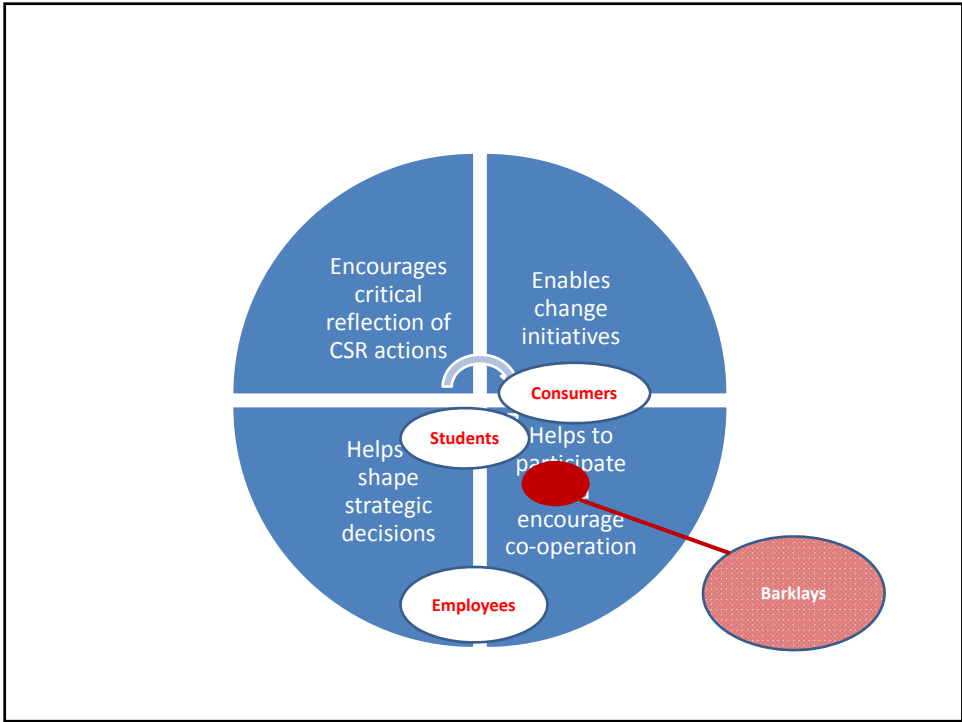 Encourages
critical
reflection of
CSR actions
Enables
change
initiatives
Consumers
Students
Helps
shape
strategic
decisions
Helps to
participate
encourage
co-operation
Employees
Barklays